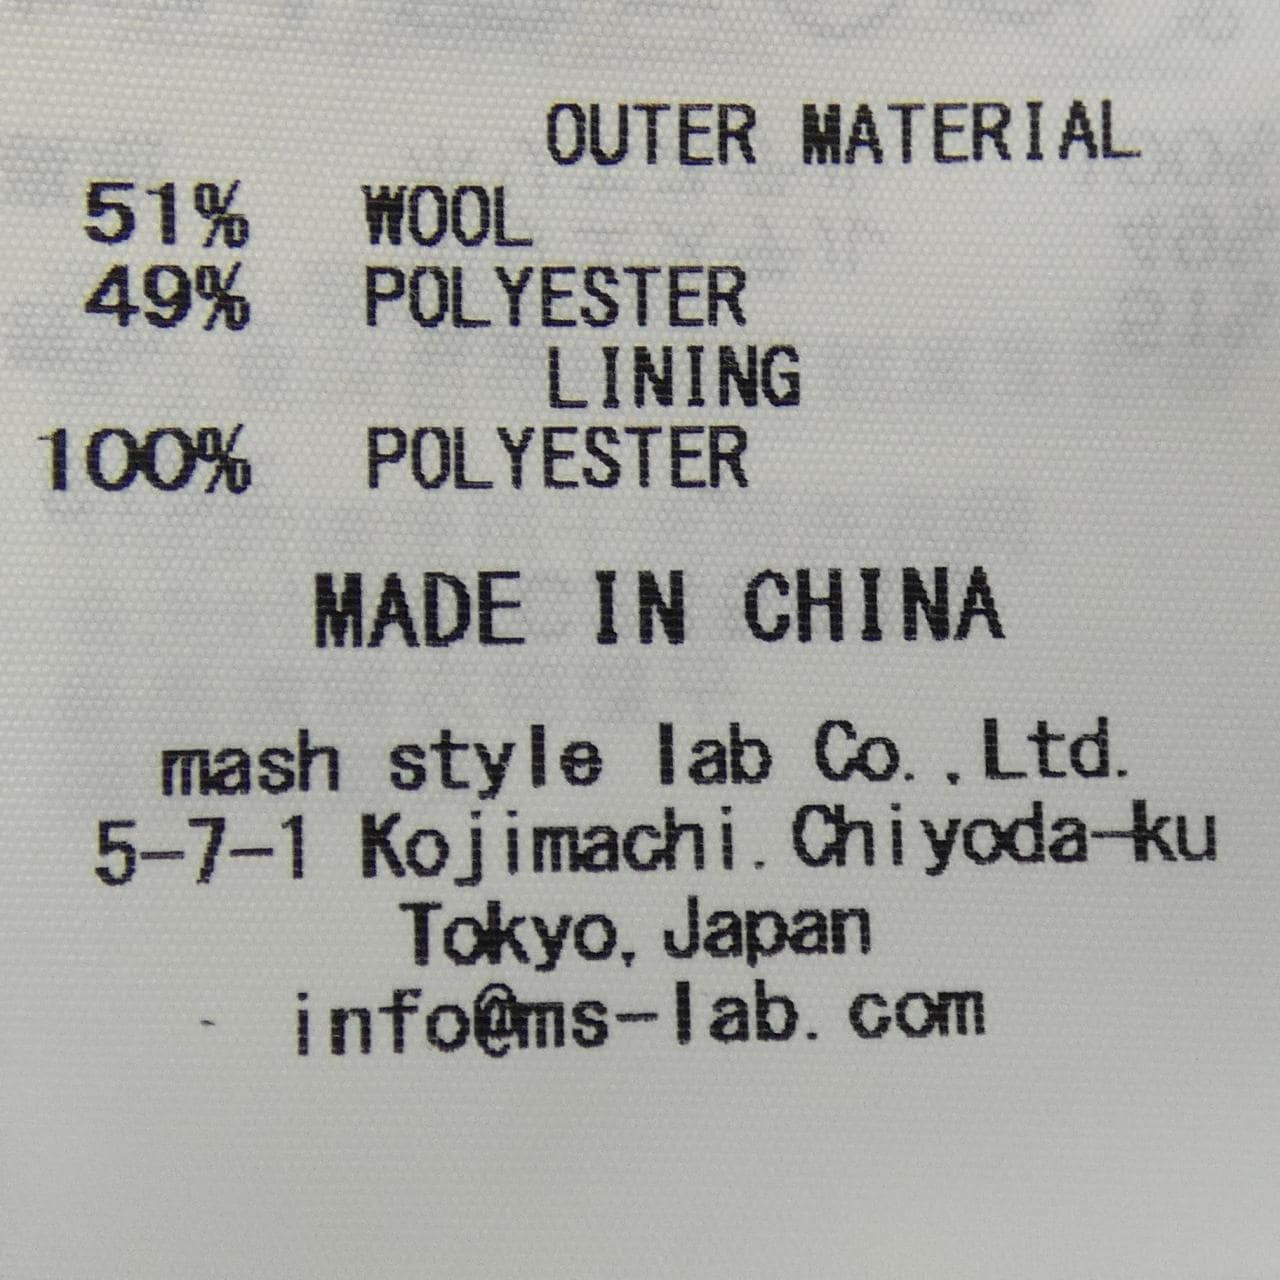 OUTER MATERIAL
51% WOOL
49% POLYESTER
LINING
100% POLYESTER
MADE IN CHINA
mash style lab Co.,Ltd.
5-7-1 Kojimachi.Chiyoda-ku
Tokyo,Japan
info@ms-lab.com